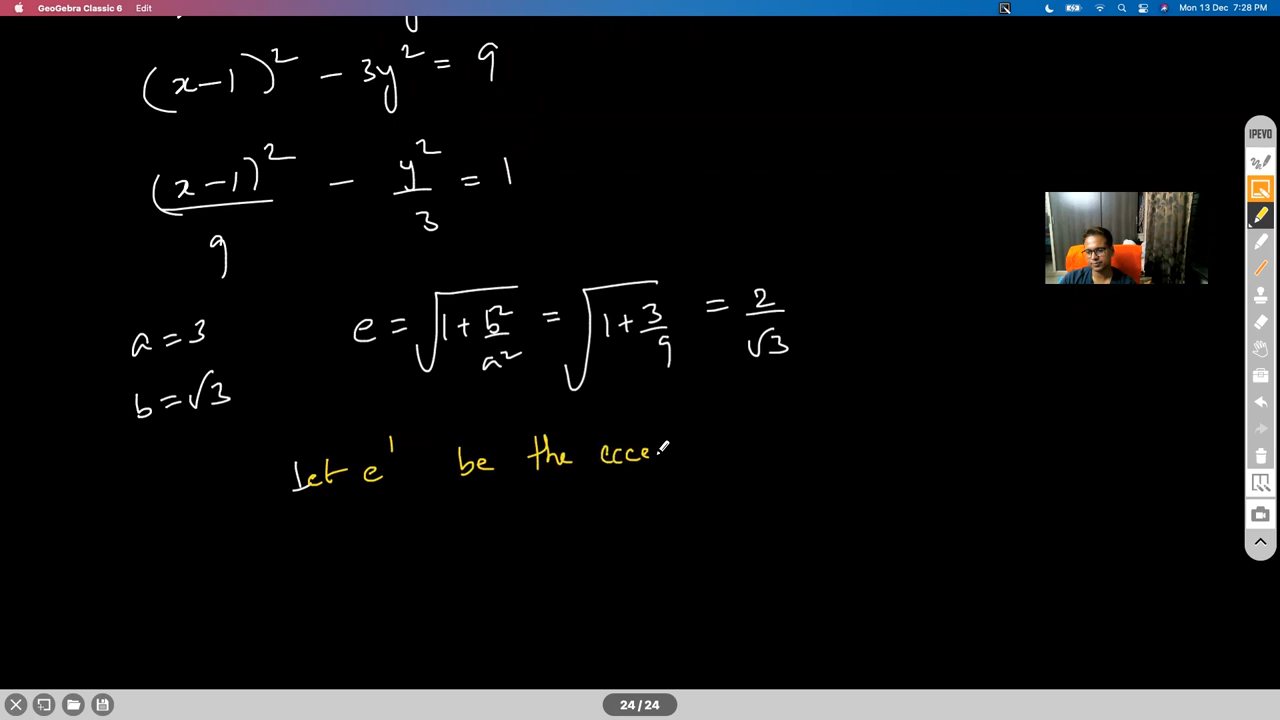 GeoGebra Classic 6 Edit Mon 13 Dec 7:28 PM
(x-1)² - 3y² = 9
(x-1)²/9 - y²/3 = 1
IPEVO
a = 3
e = √(1 + b²/a²) = √(1 + 3/9) = 2/√3
b = √3
Let e' be the
24 / 24